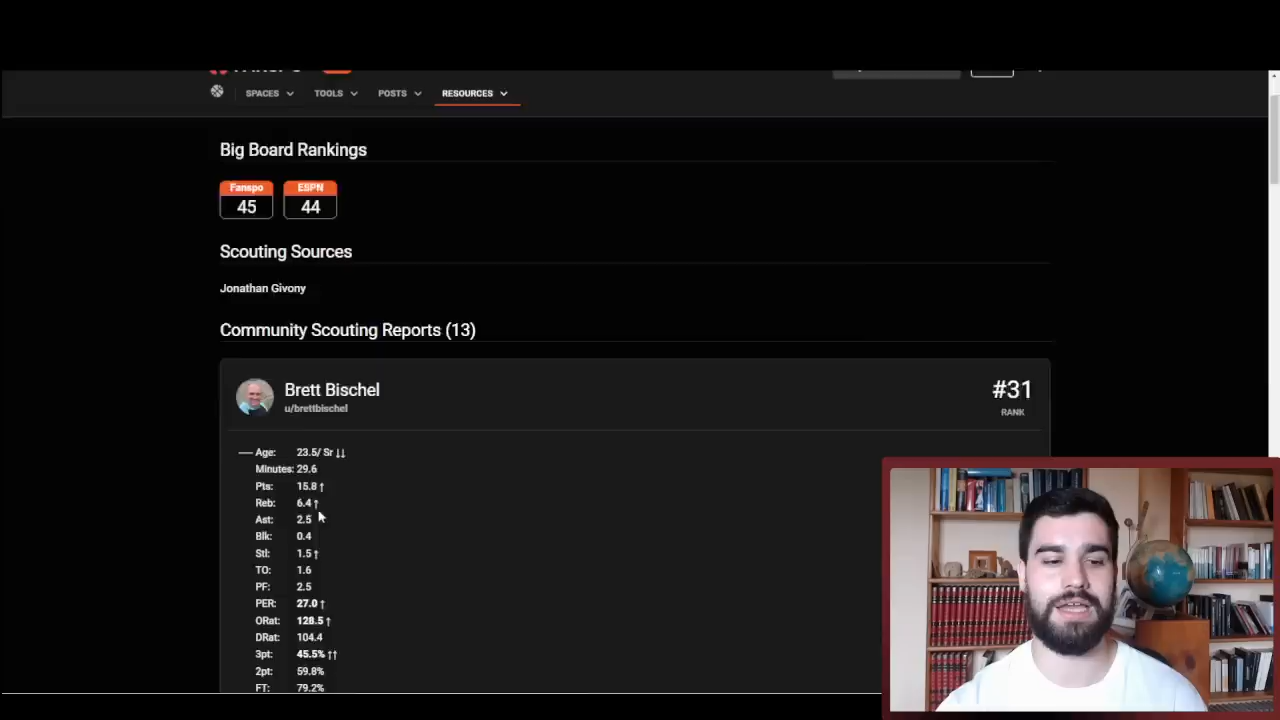 SPACES TOOLS POSTS RESOURCES
Big Board Rankings
Fanspo ESPN
45 44
Scouting Sources
Jonathan Givony
Community Scouting Reports (13)
Brett Bischel
u/brettbischel
#31
RANK
— Age: 23.5/ Sr ↓↓
Minutes: 29.6
Pts: 15.8 ↑
Reb: 6.4 ↑
Ast: 2.5
Blk: 0.4
Stl: 1.5 ↑
TO: 1.6
PF: 2.5
PER: 27.0 ↑
ORat: 128.5 ↑
DRat: 104.4
3pt: 45.5% ↑↑
2pt: 59.8%
FT: 79.2%